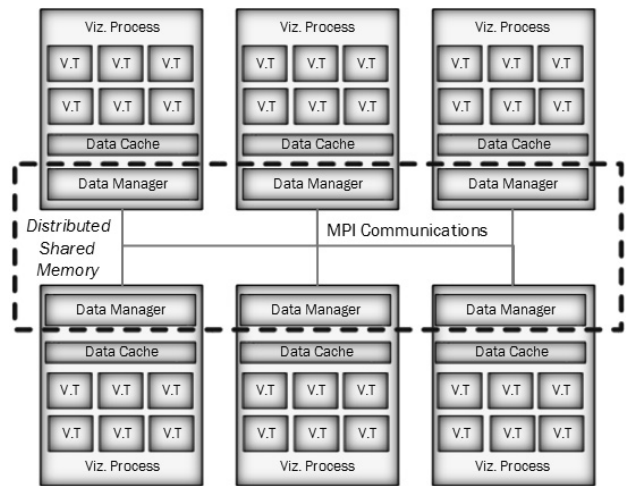 Viz. Process Viz. Process Viz. Process
V.T V.T V.T V.T V.T V.T V.T V.T V.T
V.T V.T V.T V.T V.T V.T V.T V.T V.T
Data Cache Data Cache Data Cache
Data Manager Data Manager Data Manager
Distributed
Shared
Memory
MPI Communications
Data Manager Data Manager Data Manager
Data Cache Data Cache Data Cache
V.T V.T V.T V.T V.T V.T V.T V.T V.T
V.T V.T V.T V.T V.T V.T V.T V.T V.T
Viz. Process Viz. Process Viz. Process